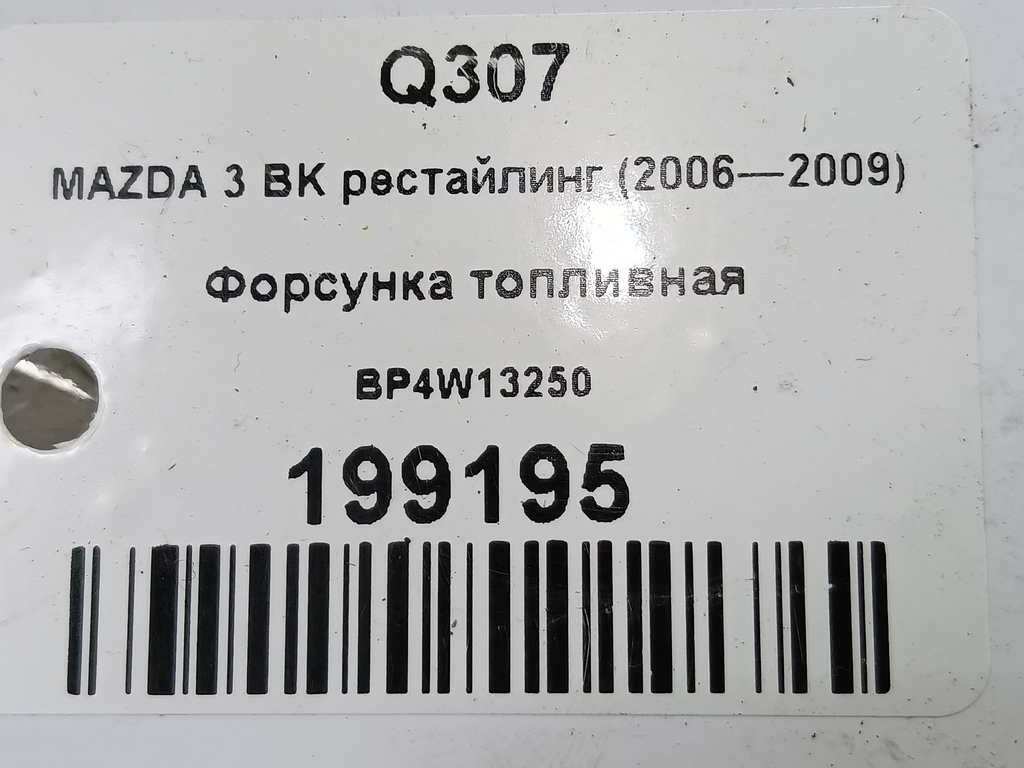 Q307
MAZDA 3 BK рестайлинг (2006—2009)
Форсунка топливная
BP4W13250
199195